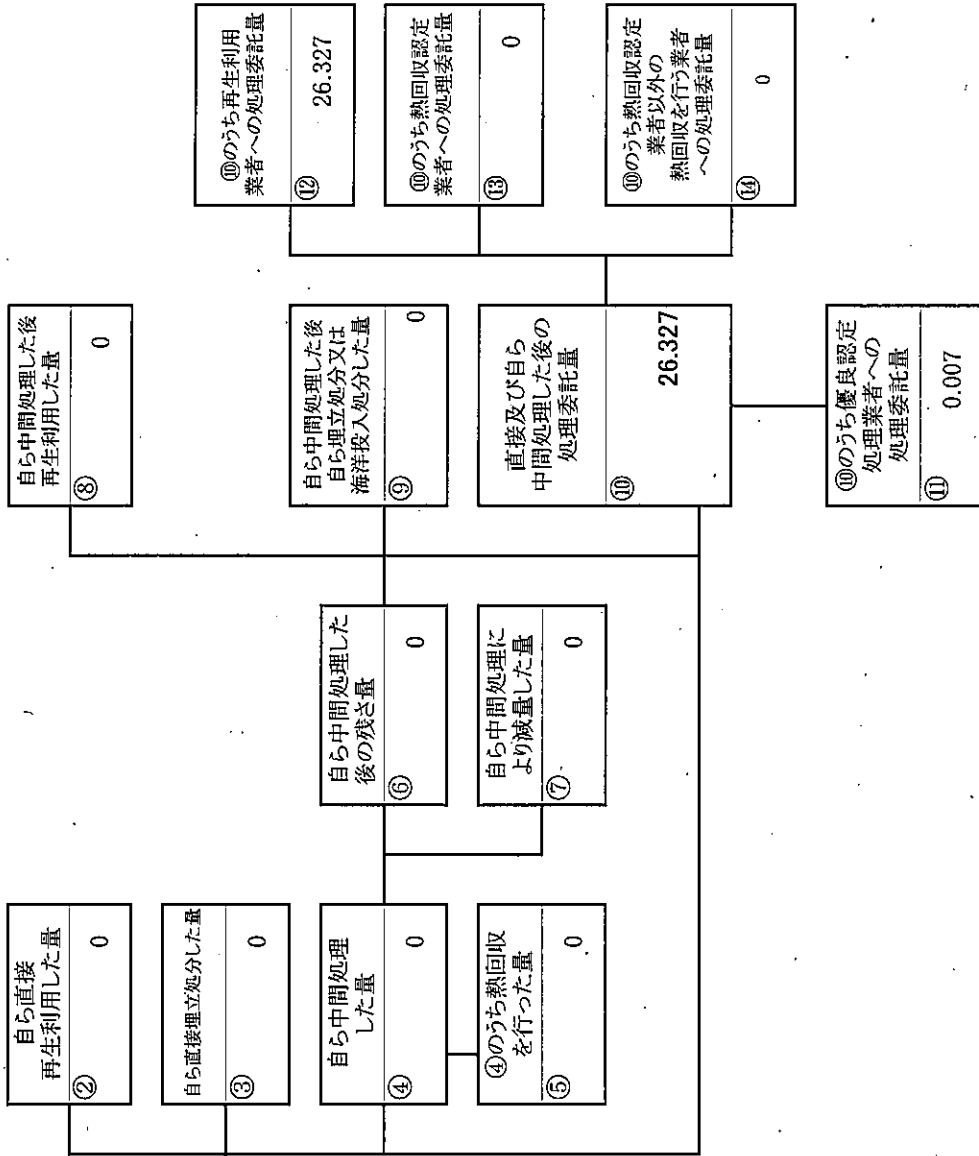 自ら直接
再生利用した量
② 0
自ら直接埋立処分した量
③ 0
自ら中間処理
した量
④ 0
④のうち熱回収
を行った量
⑤ 0
自ら中間処理した
後の残さ量
⑥ 0
自ら中間処理に
より減量した量
⑦ 0
自ら中間処理した後
再生利用した量
⑧ 0
自ら中間処理した後
自ら埋立処分又は
海洋投入処分した量
⑨ 0
直接及び自ら
中間処理した後の
処理委託量
⑩ 26.327
⑩のうち優良認定
処理業者への
処理委託量
⑪ 0.007
⑩のうち再生利用
業者への処理委託量
⑫ 26.327
⑩のうち熱回収認定
業者への処理委託量
⑬ 0
⑩のうち熱回収認定
業者以外の
熱回収を行う業者
への処理委託量
⑭ 0